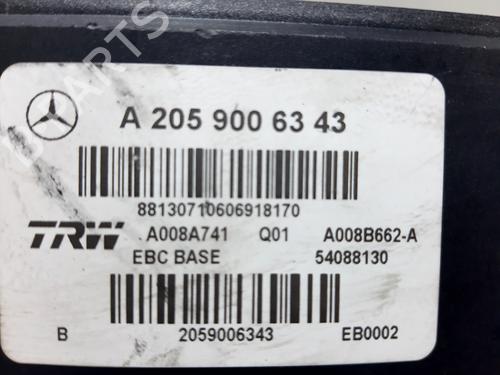 A 205 900 63 43
88130710606918170
TRW A008A741 Q01 A008B662-A
EBC BASE 54088130
B 2059006343 EB0002